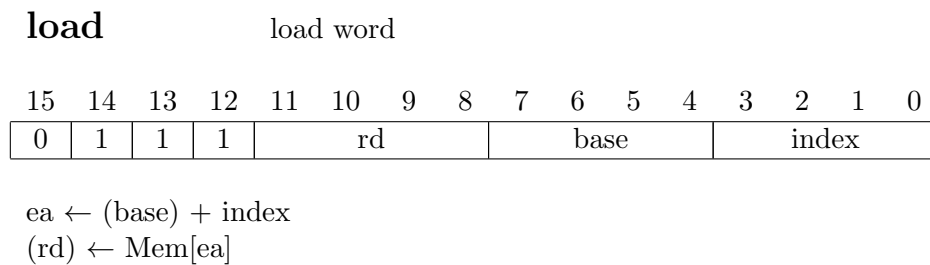 load load word
15 14 13 12 11 10 9 8 7 6 5 4 3 2 1 0
0 1 1 1 rd base index
ea ← (base) + index
(rd) ← Mem[ea]